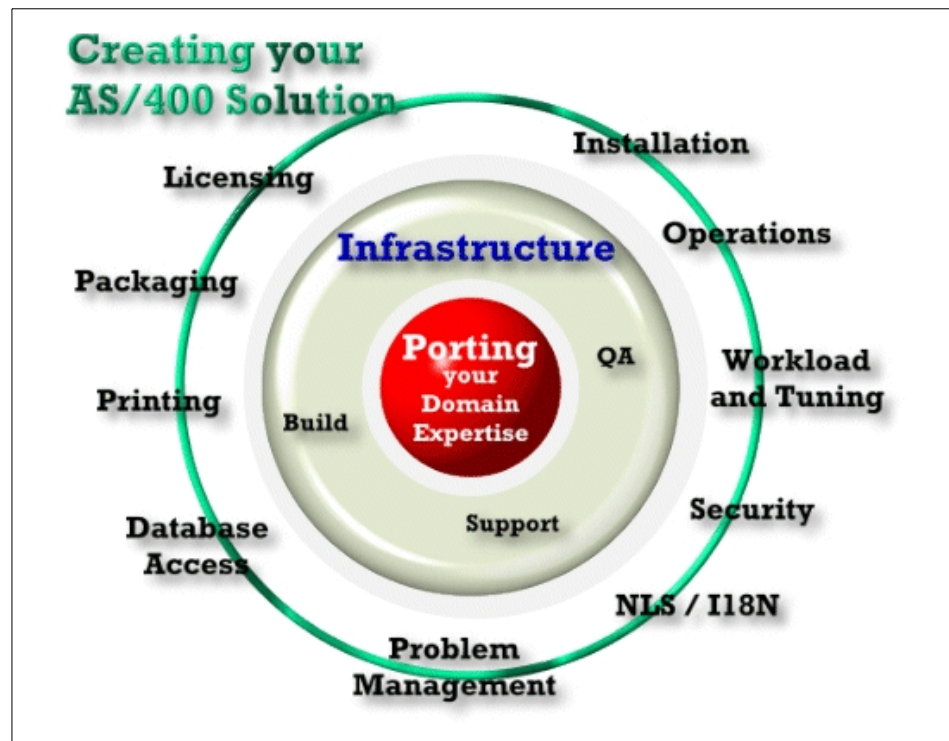 Creating your
AS/400 Solution
Installation
Licensing
Operations
Infrastructure
Packaging
Porting
your
Domain
Expertise
QA
Workload
and Tuning
Printing
Build
Security
Support
Database
Access
NLS / I18N
Problem
Management